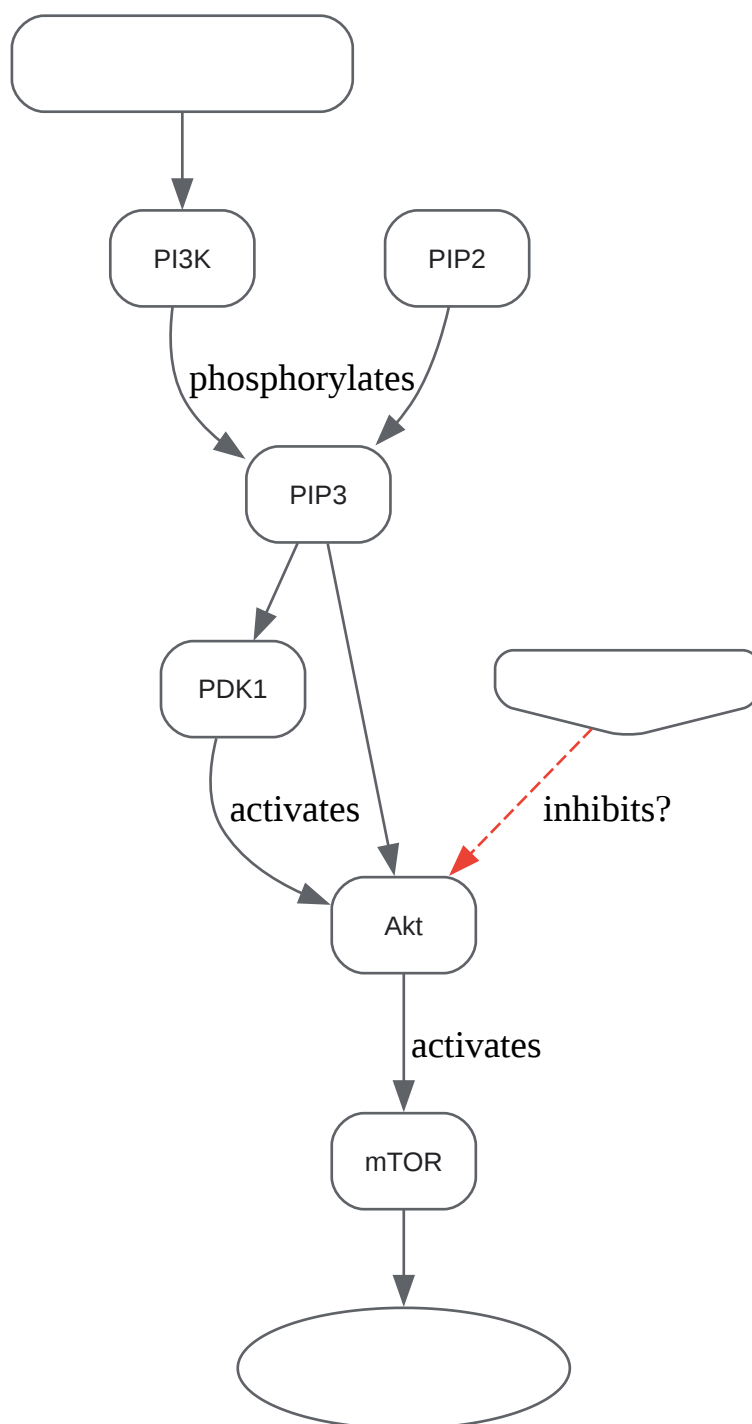 PI3K
PIP2
phosphorylates
PIP3
PDK1
activates
inhibits?
Akt
activates
mTOR